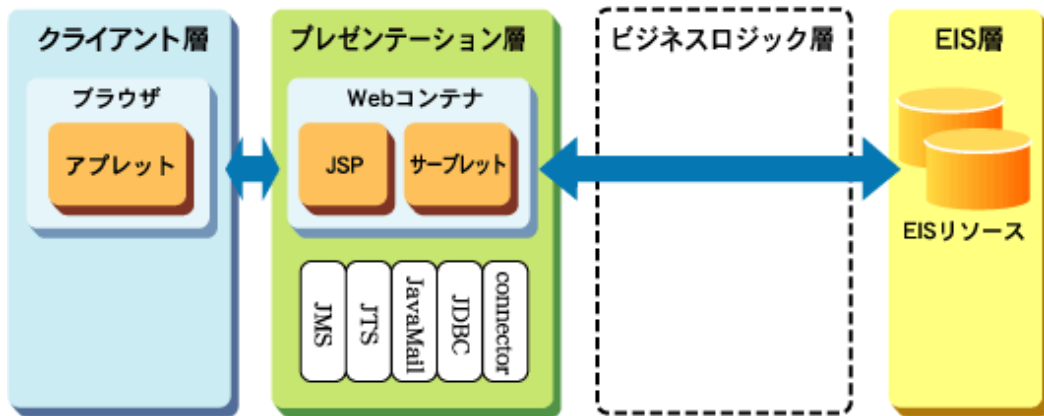 クライアント層
ブラウザ
アプレット
プレゼンテーション層
Webコンテナ
JSP
サーブレット
JMS
JTS
JavaMail
JDBC
connector
ビジネスロジック層
EIS層
EISリソース